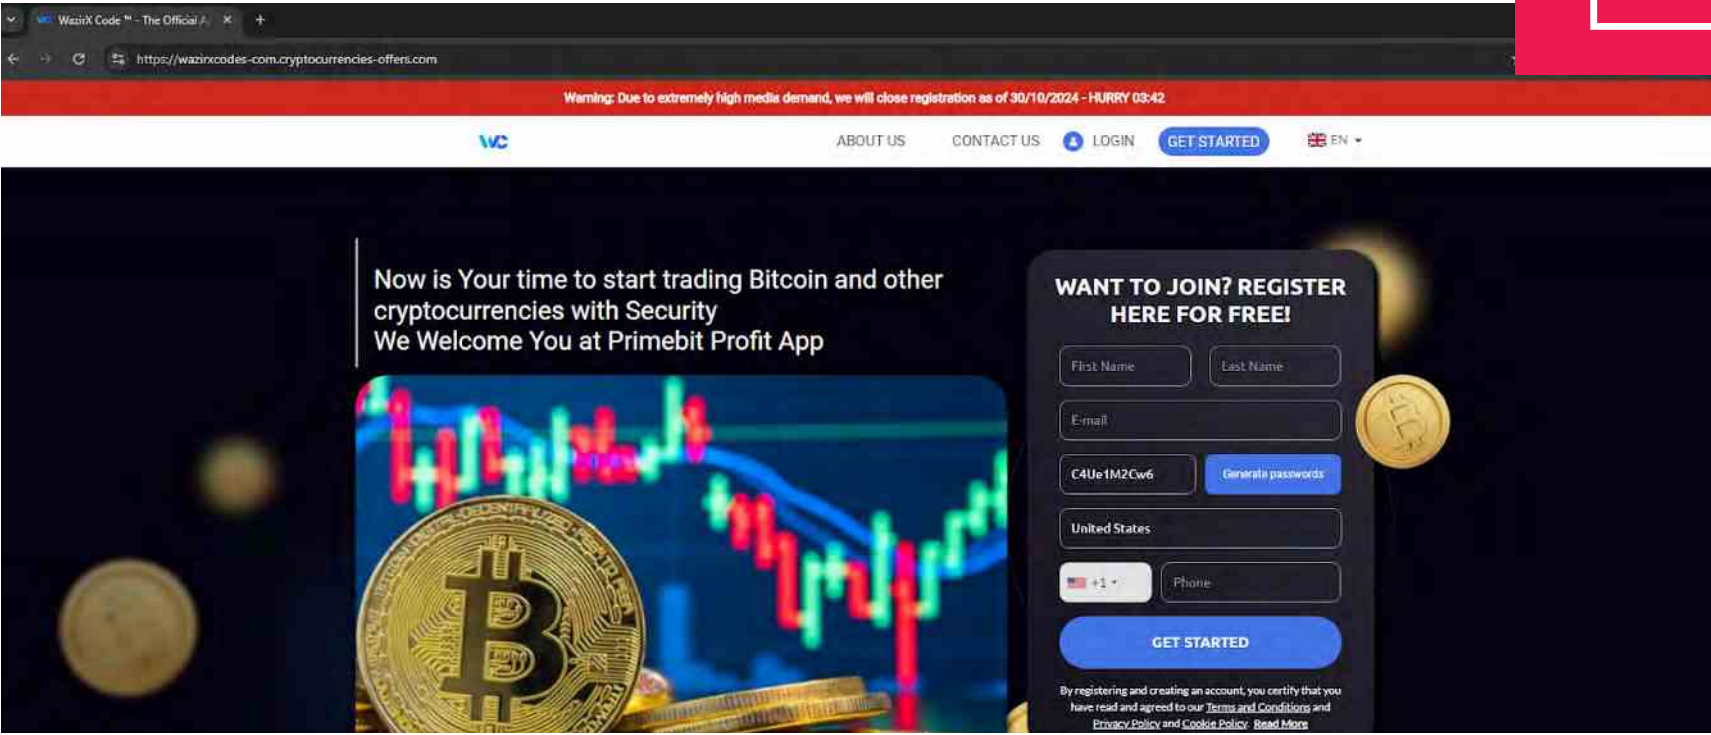 WazirX Code ™ - The Official A
https://wazirxcodes-com.cryptocurrencies-offers.com
Warning: Due to extremely high media demand, we will close registration as of 30/10/2024 - HURRY 03:42
WC
ABOUT US
CONTACT US
LOGIN
GET STARTED
EN
Now is Your time to start trading Bitcoin and other
cryptocurrencies with Security
We Welcome You at Primebit Profit App
WANT TO JOIN? REGISTER
HERE FOR FREE!
First Name
Last Name
E-mail
C4Ue1M2Cw6
Generate passwords
United States
+1
Phone
GET STARTED
By registering and creating an account, you certify that you
have read and agreed to our Terms and Conditions and
Privacy Policy and Cookie Policy. Read More